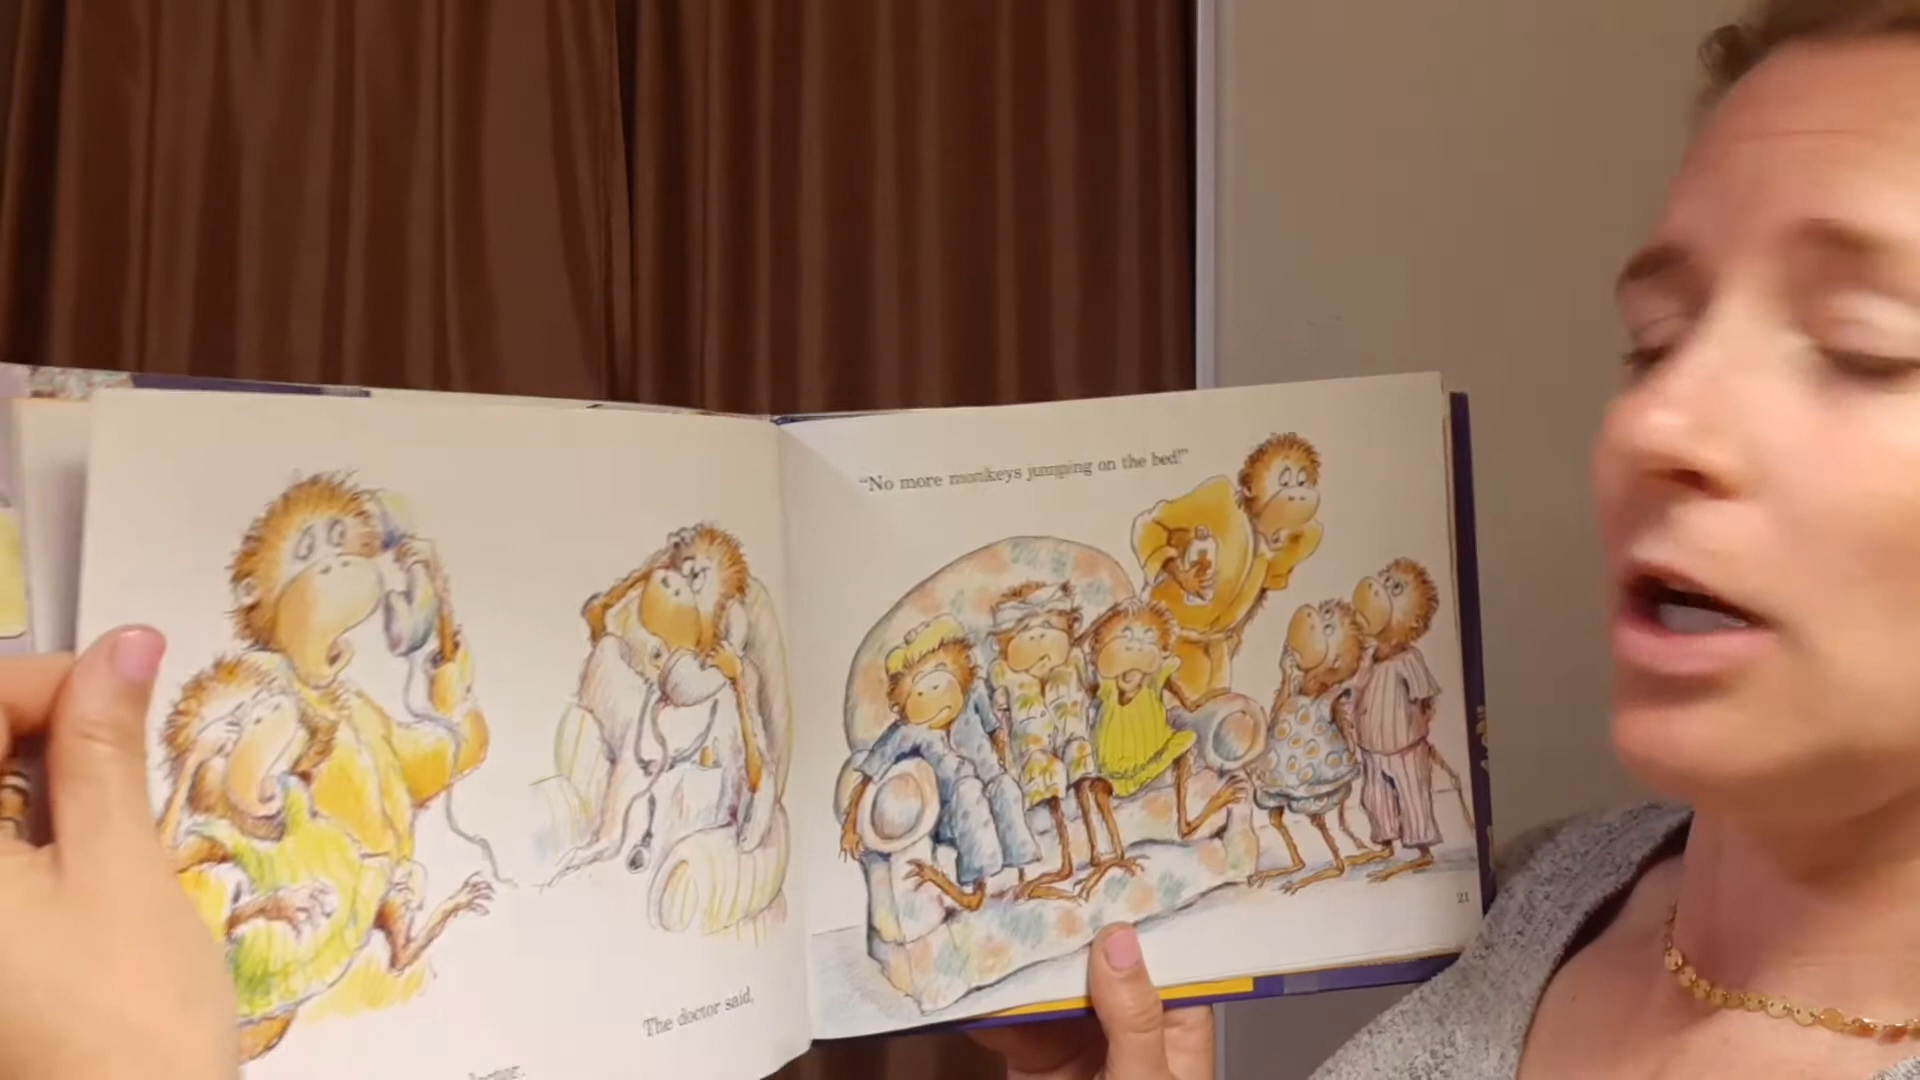 The doctor said,
"No more monkeys jumping on the bed!"
21